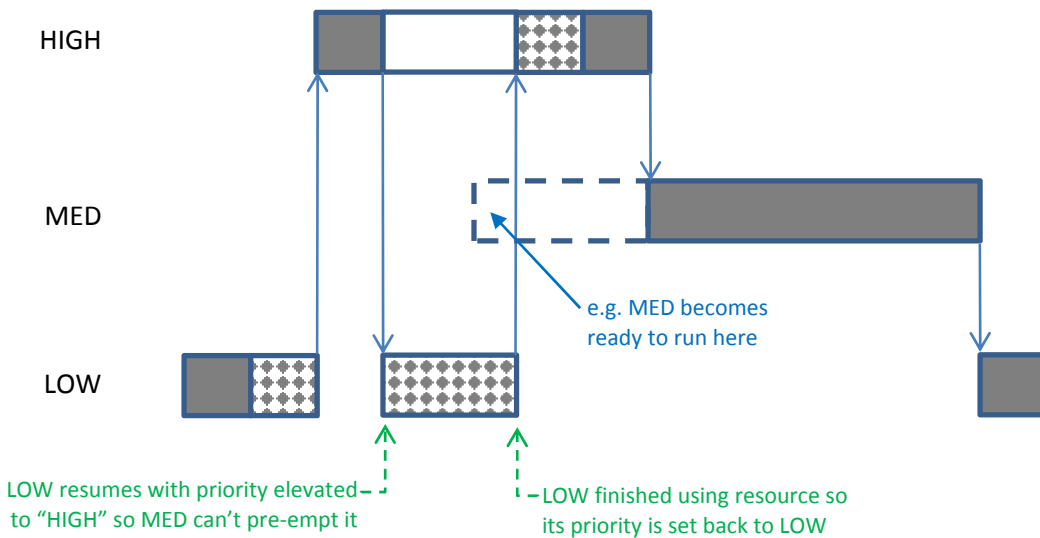 HIGH
MED
e.g. MED becomes
ready to run here
LOW
LOW resumes with priority elevated
to “HIGH” so MED can’t pre-empt it
LOW finished using resource so
its priority is set back to LOW